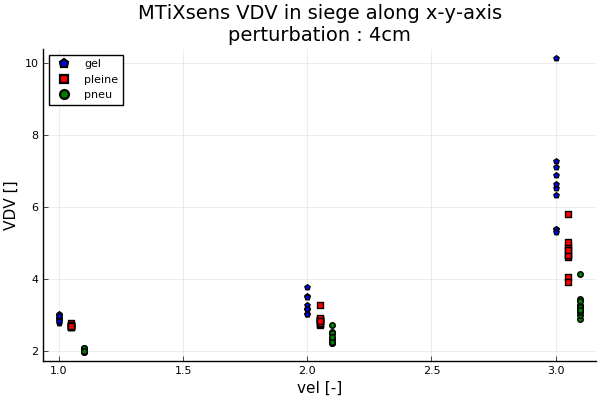 MTiXsens VDV in siege along x-y-axis
perturbation : 4cm
gel
pleine
pneu
10
8
6
4
2
VDV []
1.0 1.5 2.0 2.5 3.0
vel [-]